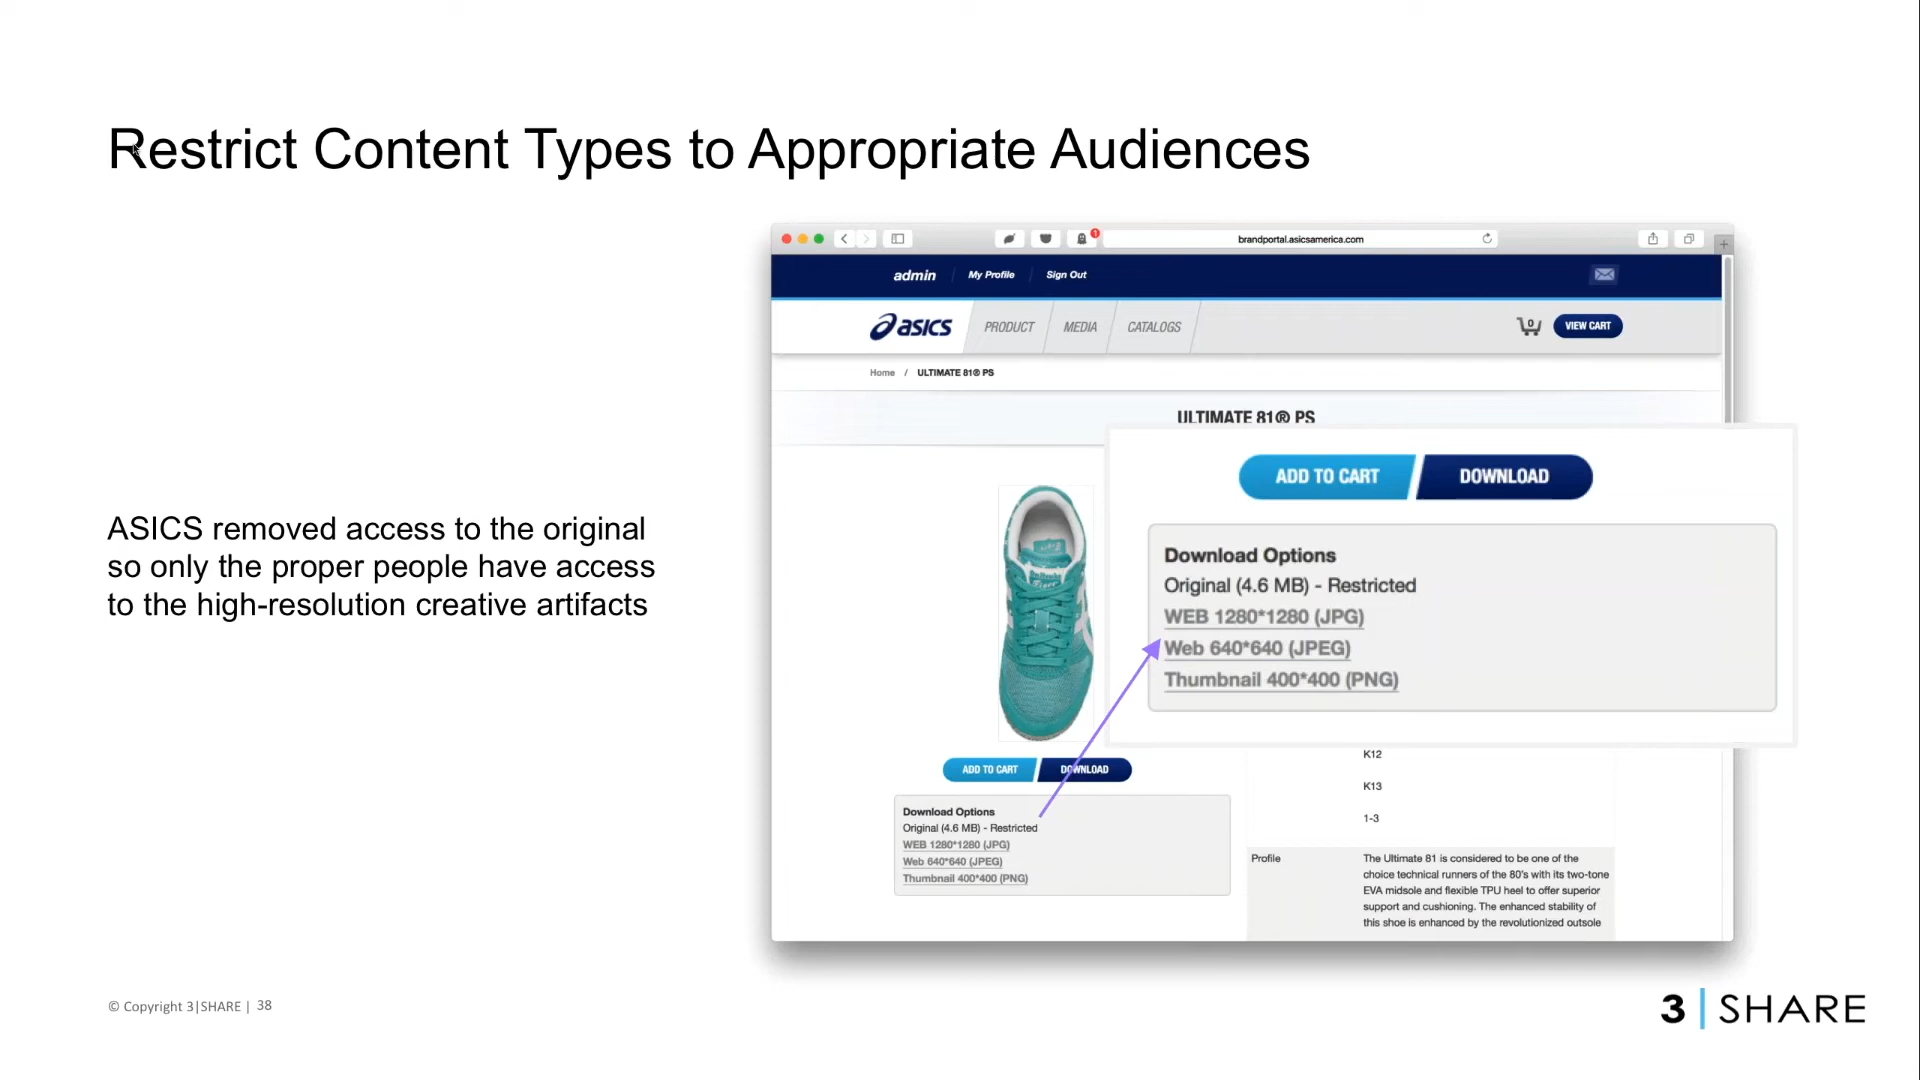 Restrict Content Types to Appropriate Audiences
ASICS removed access to the original
so only the proper people have access
to the high-resolution creative artifacts
1
brandportal.asicsamerica.com
admin
My Profile
Sign Out
asics
PRODUCT
MEDIA
CATALOGS
0
VIEW CART
Home / ULTIMATE 81® PS
ULTIMATE 81® PS
ADD TO CART
DOWNLOAD
Download Options
Original (4.6 MB) - Restricted
WEB 1280*1280 (JPG)
Web 640*640 (JPEG)
Thumbnail 400*400 (PNG)
ADD TO CART
DOWNLOAD
Download Options
Original (4.6 MB) - Restricted
WEB 1280*1280 (JPG)
Web 640*640 (JPEG)
Thumbnail 400*400 (PNG)
K12
K13
1-3
Profile
The Ultimate 81 is considered to be one of the
choice technical runners of the 80's with its two-tone
EVA midsole and flexible TPU heel to offer superior
support and cushioning. The enhanced stability of
this shoe is enhanced by the revolutionized outsole
© Copyright 3|SHARE | 38
3 | SHARE